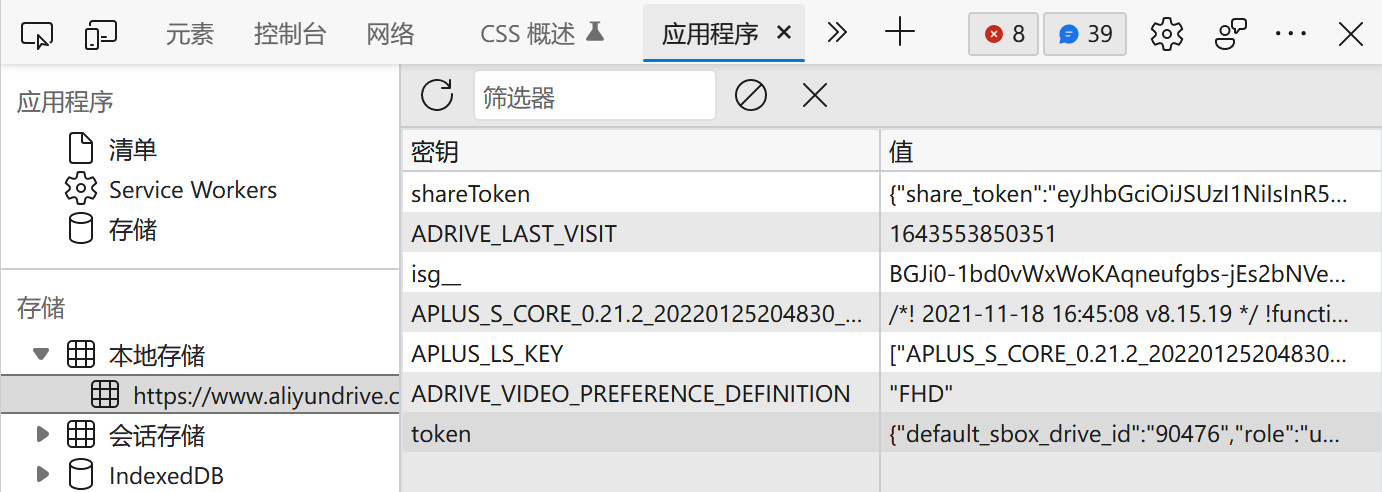 元素 控制台 网络 CSS 概述 应用程序 8 39
应用程序
清单
Service Workers
存储
存储
本地存储
https://www.aliyundrive.c
会话存储
IndexedDB
筛选器
密钥 值
shareToken {"share_token":"eyJhbGciOiJSUzI1NiIsInR5...
ADRIVE_LAST_VISIT 1643553850351
isg__ BGJi0-1bd0vWxWoKAqneufgbs-jEs2bNVe...
APLUS_S_CORE_0.21.2_20220125204830_... /*! 2021-11-18 16:45:08 v8.15.19 */ !functi...
APLUS_LS_KEY ["APLUS_S_CORE_0.21.2_20220125204830...
ADRIVE_VIDEO_PREFERENCE_DEFINITION "FHD"
token {"default_sbox_drive_id":"90476","role":"u...